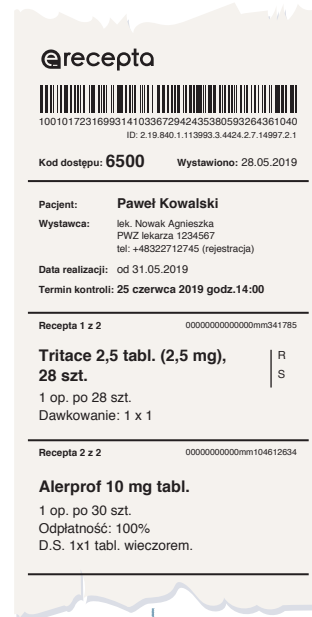 erecepta
10010172316993141033672942435380593264361040
ID: 2.19.840.1.113993.3.4424.2.7.14997.2.1
Kod dostępu: 6500 Wystawiono: 28.05.2019
Pacjent: Paweł Kowalski
Wystawca: lek. Nowak Agnieszka
PWZ lekarza 1234567
tel: +48322712745 (rejestracja)
Data realizacji: od 31.05.2019
Termin kontroli: 25 czerwca 2019 godz.14:00
Recepta 1 z 2 00000000000000mm341785
Tritace 2,5 tabl. (2,5 mg), R
28 szt. S
1 op. po 28 szt.
Dawkowanie: 1 x 1
Recepta 2 z 2 00000000000mm104612634
Alerprof 10 mg tabl.
1 op. po 30 szt.
Odpłatność: 100%
D.S. 1x1 tabl. wieczorem.